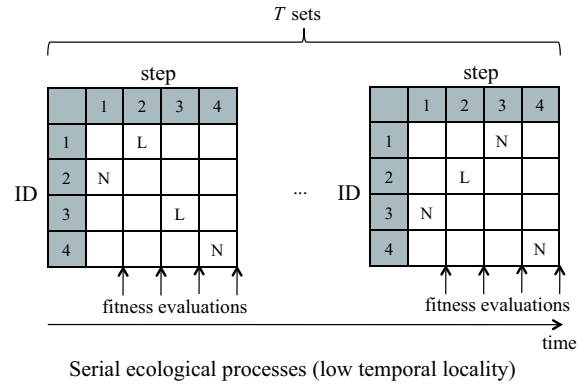 T sets
step
step
1 2 3 4
1 2 3 4
1 L
1 N
2 N
2 L
ID
...
ID
3 L
3 N
4 N
4 N
fitness evaluations
fitness evaluations
time
Serial ecological processes (low temporal locality)